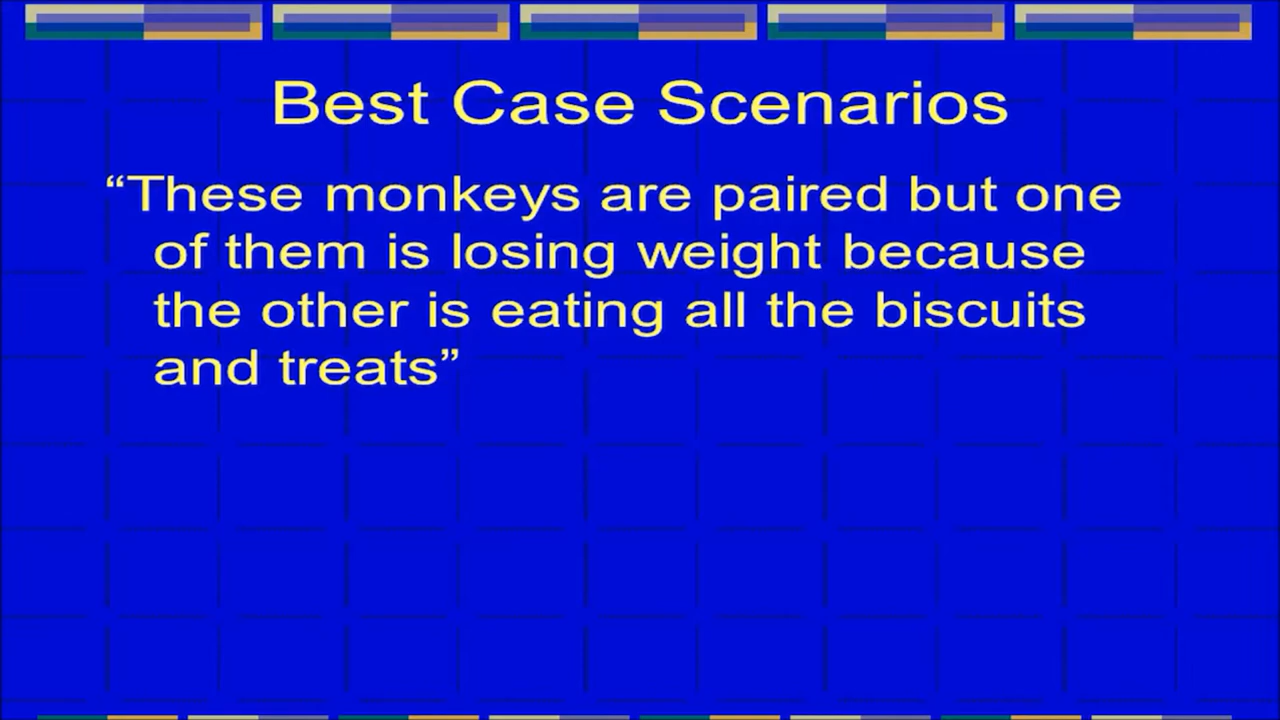 Best Case Scenarios
“These monkeys are paired but one
of them is losing weight because
the other is eating all the biscuits
and treats”